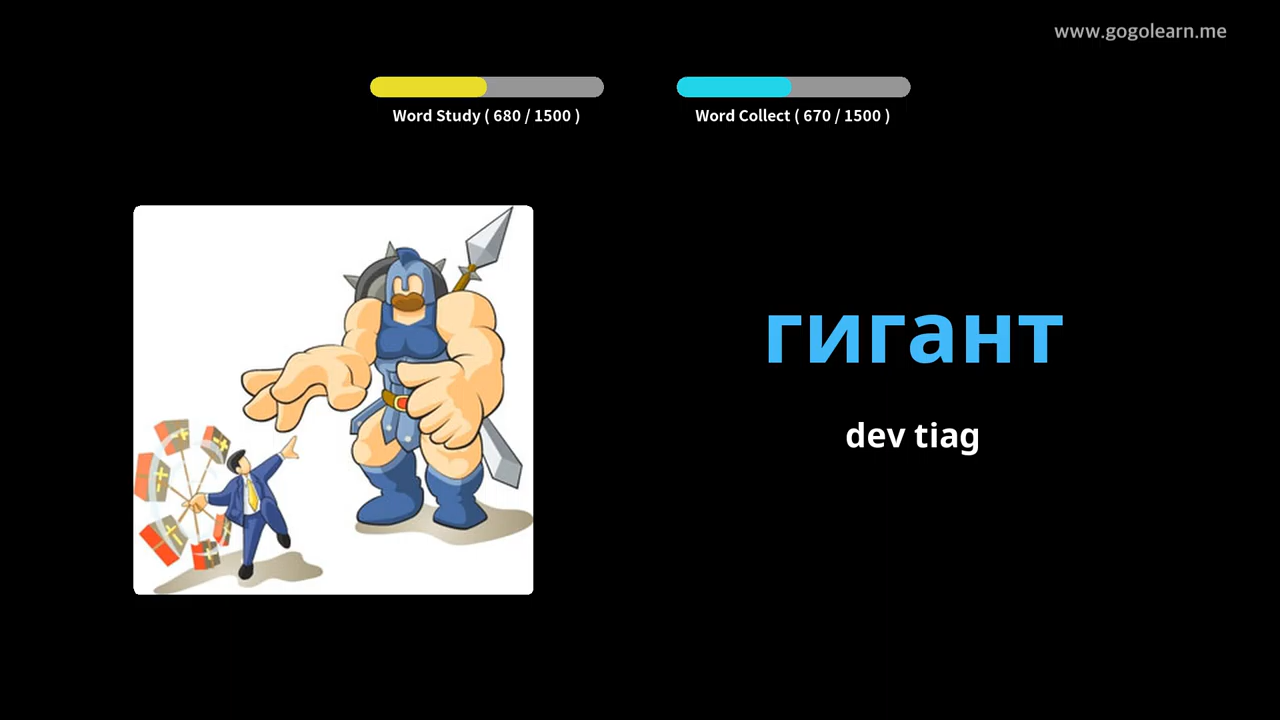 www.gogolearn.me
Word Study ( 680 / 1500 )
Word Collect ( 670 / 1500 )
гигант
dev tiag